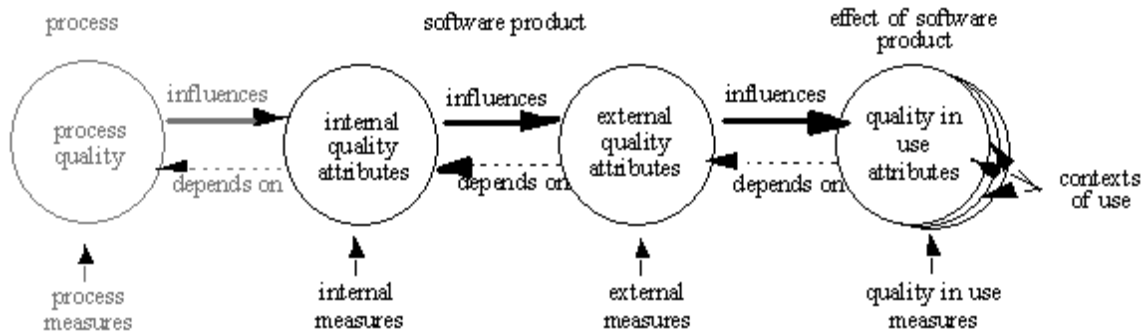 process
software product
effect of software
product
influences
influences
influences
process
quality
internal
quality
attributes
external
quality
attributes
quality in
use
attributes
depends on
depends on
depends on
contexts
of use
process
measures
internal
measures
external
measures
quality in use
measures